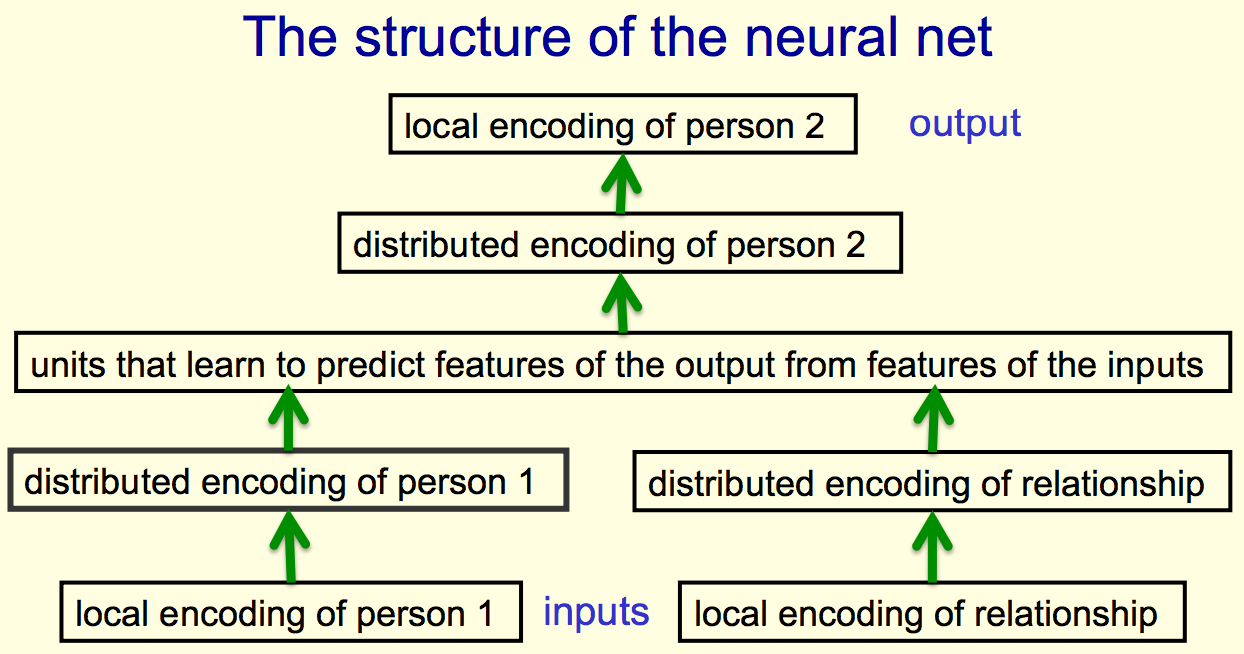 The structure of the neural net
local encoding of person 2
output
distributed encoding of person 2
units that learn to predict features of the output from features of the inputs
distributed encoding of person 1
distributed encoding of relationship
local encoding of person 1
inputs
local encoding of relationship